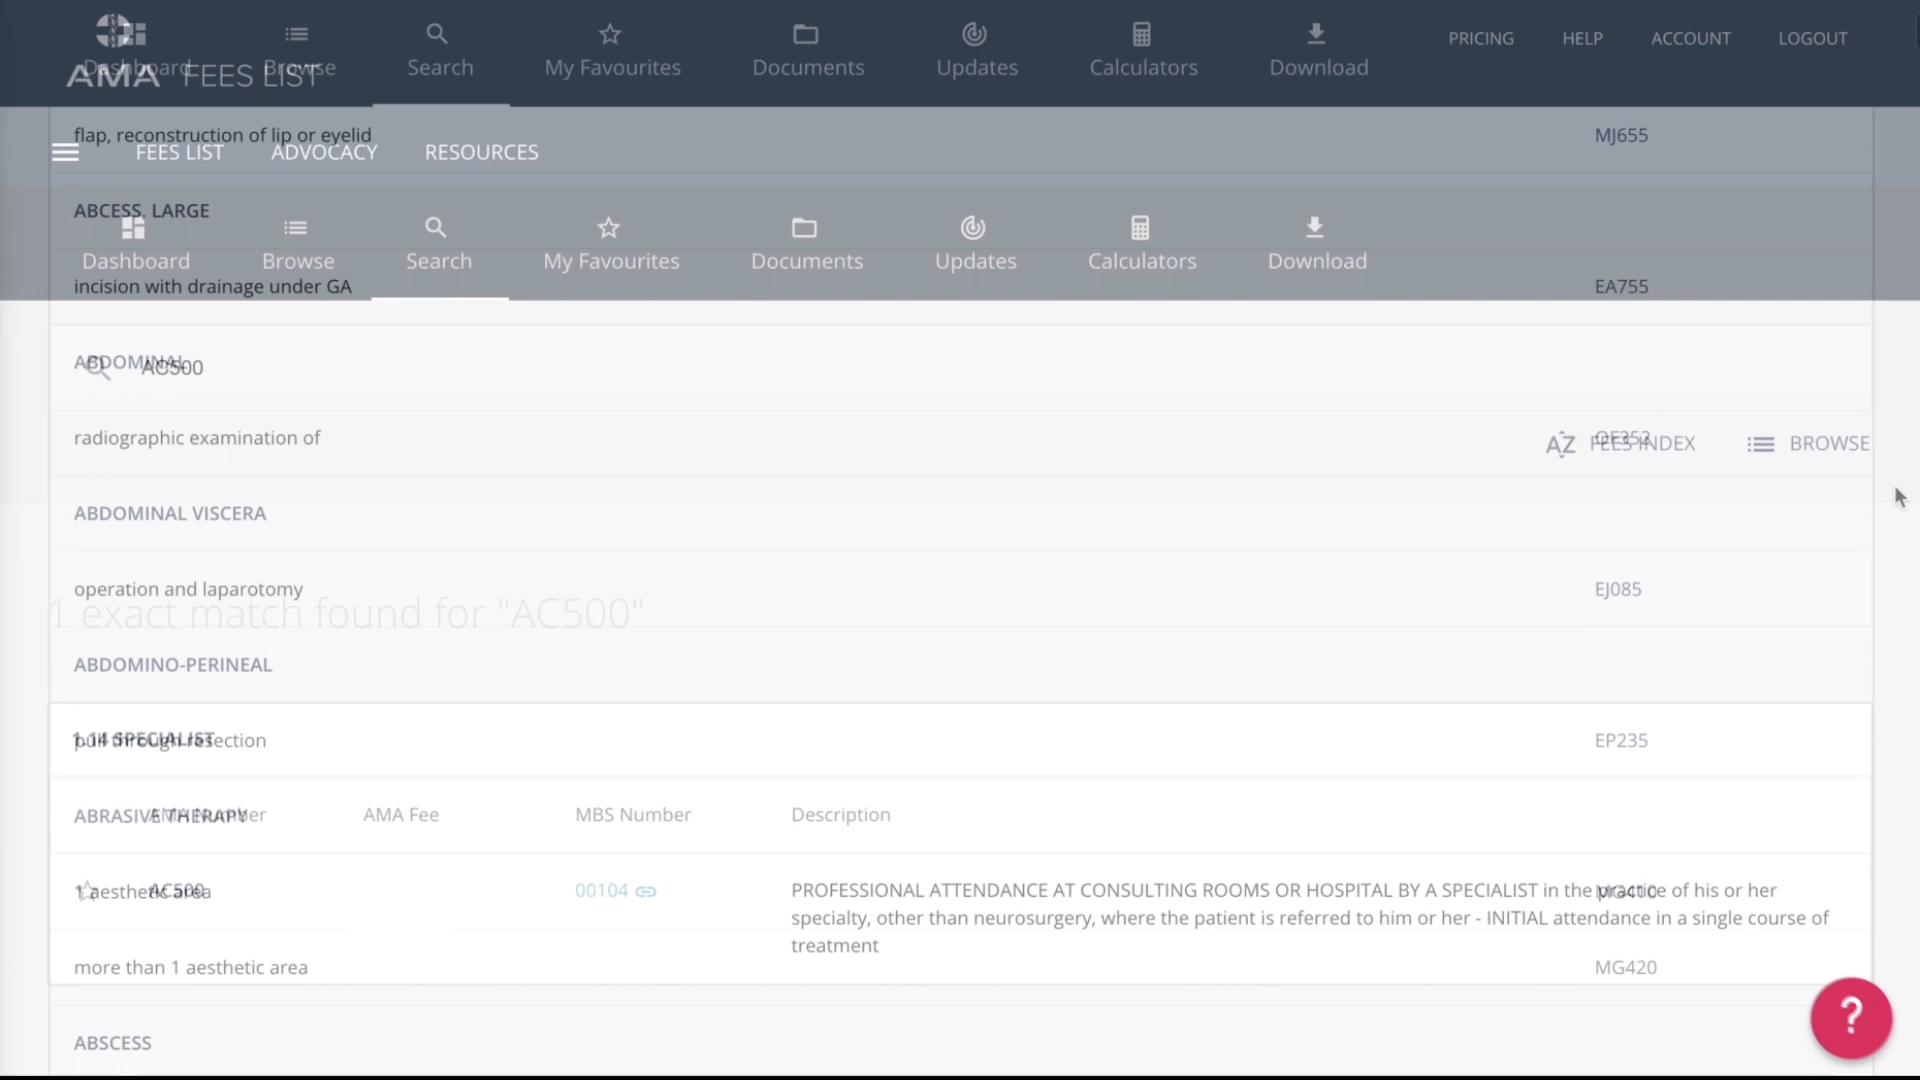 Dashboard
Browse
Search
My Favourites
Documents
Updates
Calculators
Download
PRICING
HELP
ACCOUNT
LOGOUT
AMA FEES LIST
flap, reconstruction of lip or eyelid
MJ655
FEES LIST
ADVOCACY
RESOURCES
ABCESS, LARGE
Dashboard
Browse
Search
My Favourites
Documents
Updates
Calculators
Download
incision with drainage under GA
EA755
ABDOMINAL
AC500
radiographic examination of
FEES INDEX
BROWSE
ABDOMINAL VISCERA
operation and laparotomy
EJ085
1 exact match found for "AC500"
ABDOMINO-PERINEAL
1.14 SPECIALIST
pull through resection
EP235
ABRASIVE THERAPY
AMA Number
AMA Fee
MBS Number
Description
1 aesthetic area
AC500
00104
PROFESSIONAL ATTENDANCE AT CONSULTING ROOMS OR HOSPITAL BY A SPECIALIST in the practice of his or her
specialty, other than neurosurgery, where the patient is referred to him or her - INITIAL attendance in a single course of
treatment
MG410
more than 1 aesthetic area
MG420
ABSCESS
?